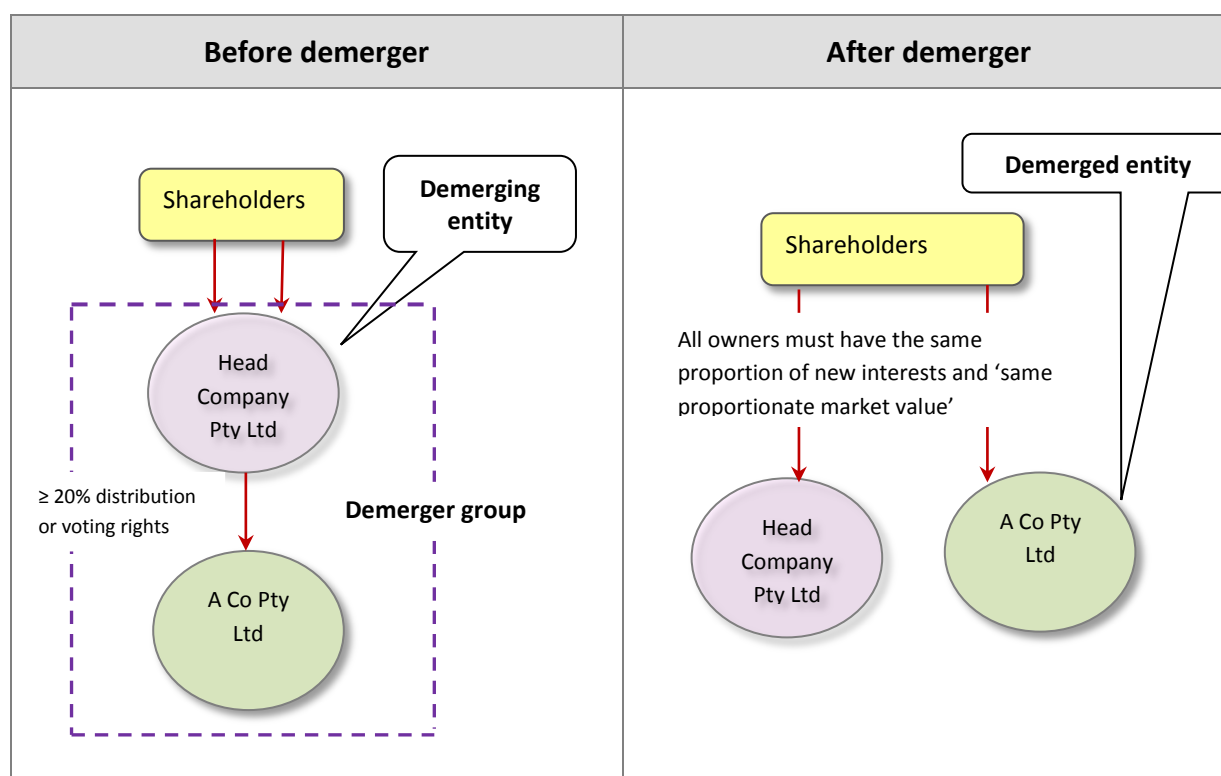 Before demerger
After demerger
Shareholders
Demerging
entity
Head
Company
Pty Ltd
≥ 20% distribution
or voting rights
Demerger group
A Co Pty
Ltd
Demerged entity
Shareholders
All owners must have the same
proportion of new interests and ‘same
proportionate market value’
Head
Company
Pty Ltd
A Co Pty
Ltd